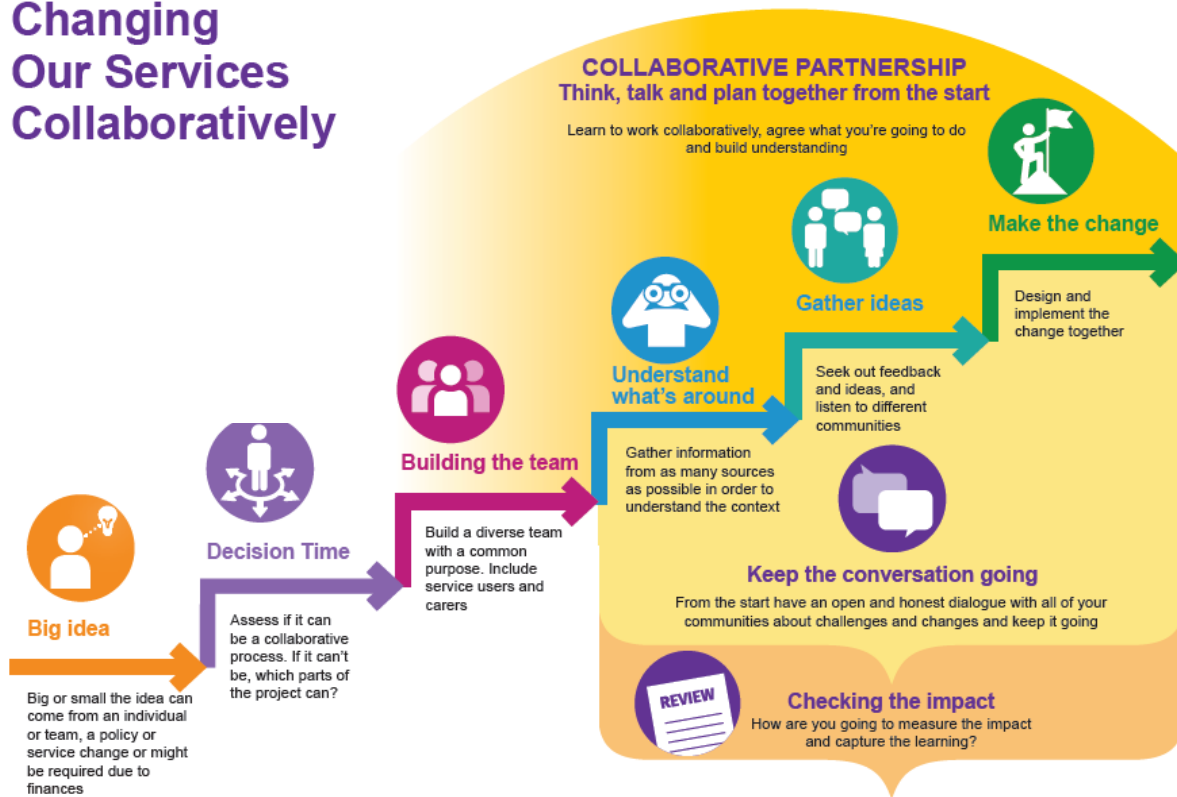 Changing
Our Services
Collaboratively
COLLABORATIVE PARTNERSHIP
Think, talk and plan together from the start
Learn to work collaboratively, agree what you're going to do
and build understanding
Big idea
Big or small the idea can
come from an individual
or team, a policy or
service change or might
be required due to
finances
Decision Time
Assess if it can
be a collaborative
process. If it can't
be, which parts of
the project can?
Building the team
Build a diverse team
with a common
purpose. Include
service users and
carers
Understand
what's around
Gather information
from as many sources
as possible in order to
understand the context
Gather ideas
Seek out feedback
and ideas, and
listen to different
communities
Make the change
Design and
implement the
change together
Keep the conversation going
From the start have an open and honest dialogue with all of your
communities about challenges and changes and keep it going
REVIEW
Checking the impact
How are you going to measure the impact
and capture the learning?